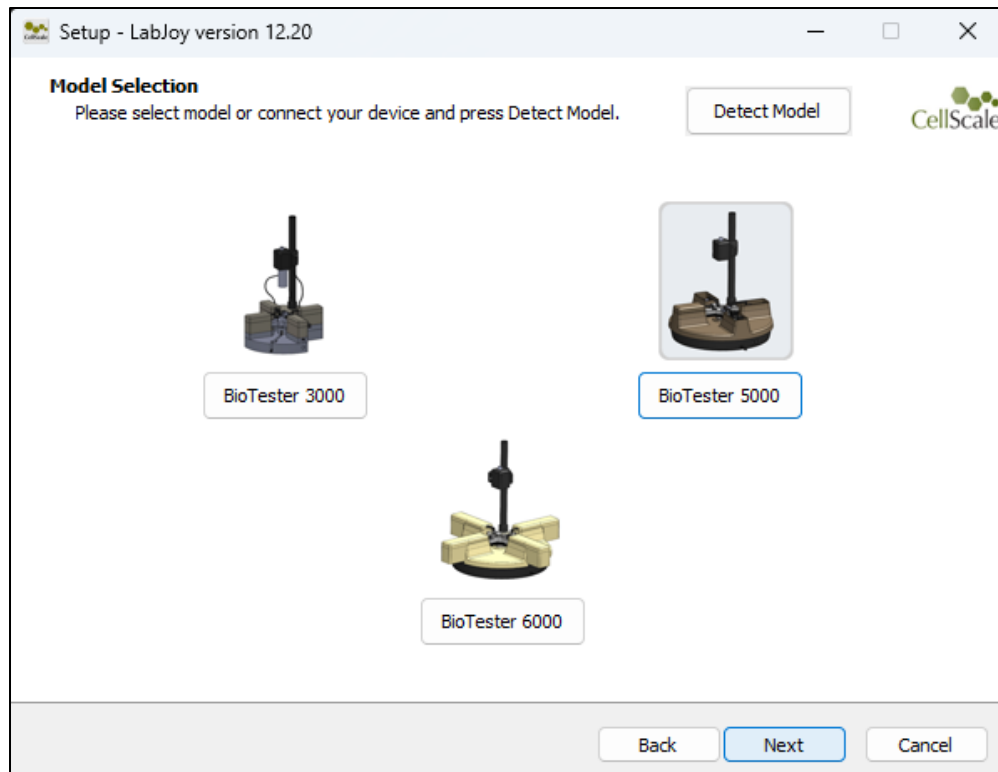 Setup - LabJoy version 12.20
Model Selection
Please select model or connect your device and press Detect Model.
Detect Model
CellScale
BioTester 3000
BioTester 5000
BioTester 6000
Back
Next
Cancel